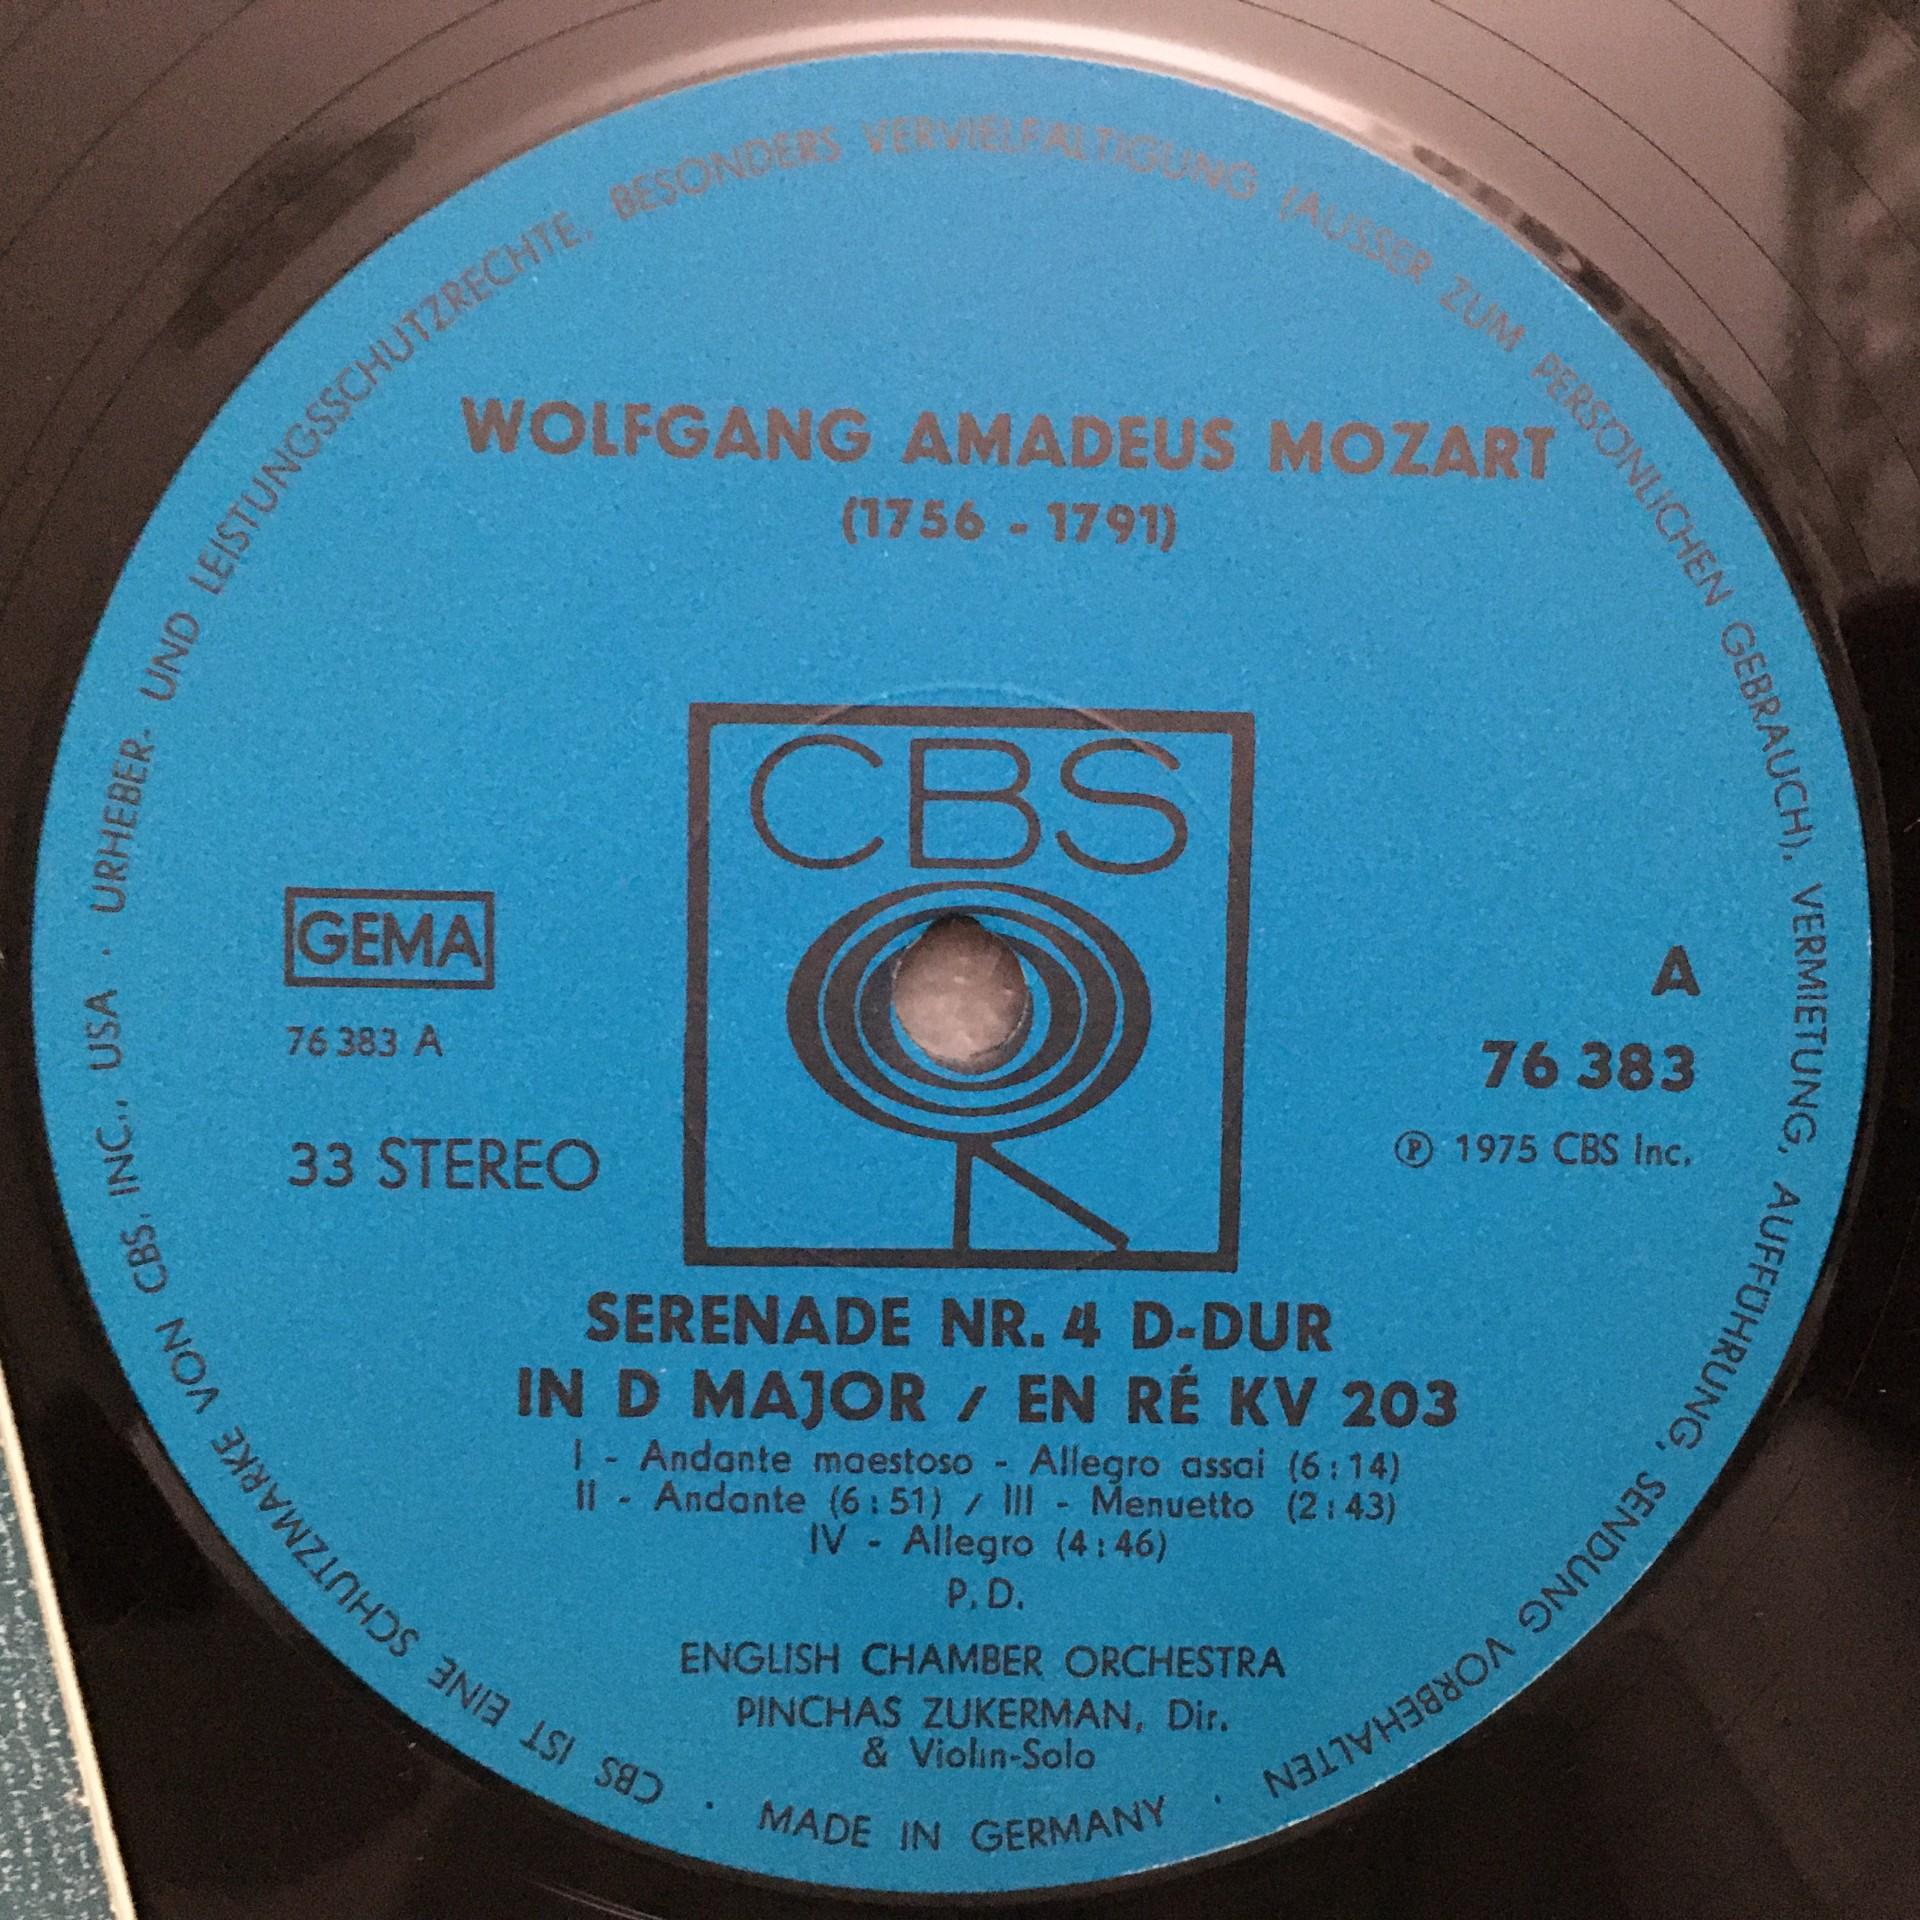 WOLFGANG AMADEUS MOZART
(1756 - 1791)
CBS
GEMA
76 383 A
33 STEREO
A
76 383
℗ 1975 CBS Inc.
SERENADE NR. 4 D-DUR
IN D MAJOR / EN RÉ KV 203
I - Andante maestoso - Allegro assai (6:14)
II - Andante (6:51) / III - Menuetto (2:43)
IV - Allegro (4:46)
P.D.
ENGLISH CHAMBER ORCHESTRA
PINCHAS ZUKERMAN, Dir.
& Violin-Solo
CBS IST EINE SCHUTZMARKE VON CBS, INC., USA · URHEBER- UND LEISTUNGSSCHUTZRECHTE, BESONDERS VERVIELFÄLTIGUNG (AUSSER ZUM PERSÖNLICHEN GEBRAUCH), VERMIETUNG, AUFFÜHRUNG, SENDUNG VORBEHALTEN · MADE IN GERMANY ·